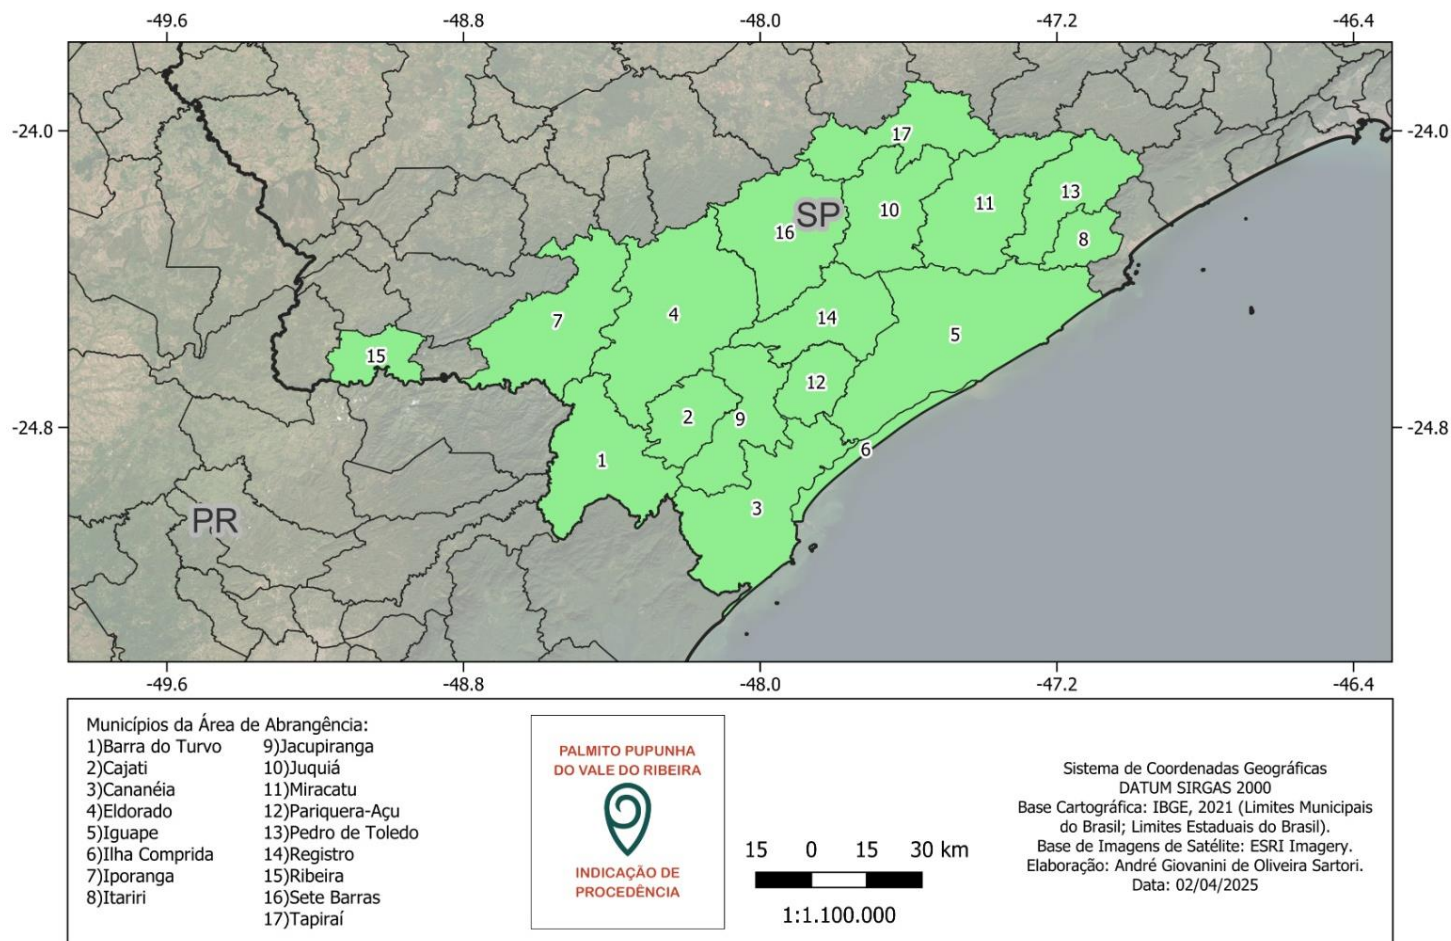 -49.6 -48.8 -48.0 -47.2 -46.4
-24.0 -24.0
17
13
SP
10
11
16
8
7
4
14
5
15
12
2
9
6
1
3
PR
-24.8 -24.8
-49.6 -48.8 -48.0 -47.2 -46.4
Municípios da Área de Abrangência:
1)Barra do Turvo
2)Cajati
3)Cananéia
4)Eldorado
5)Iguape
6)Ilha Comprida
7)Iporanga
8)Itariri
9)Jacupiranga
10)Juquiá
11)Miracatu
12)Pariquera-Açu
13)Pedro de Toledo
14)Registro
15)Ribeira
16)Sete Barras
17)Tapiraí
PALMITO PUPUNHA
DO VALE DO RIBEIRA
INDICAÇÃO DE
PROCEDÊNCIA
15 0 15 30 km
1:1.100.000
Sistema de Coordenadas Geográficas
DATUM SIRGAS 2000
Base Cartográfica: IBGE, 2021 (Limites Municipais
do Brasil; Limites Estaduais do Brasil).
Base de Imagens de Satélite: ESRI Imagery.
Elaboração: André Giovanini de Oliveira Sartori.
Data: 02/04/2025